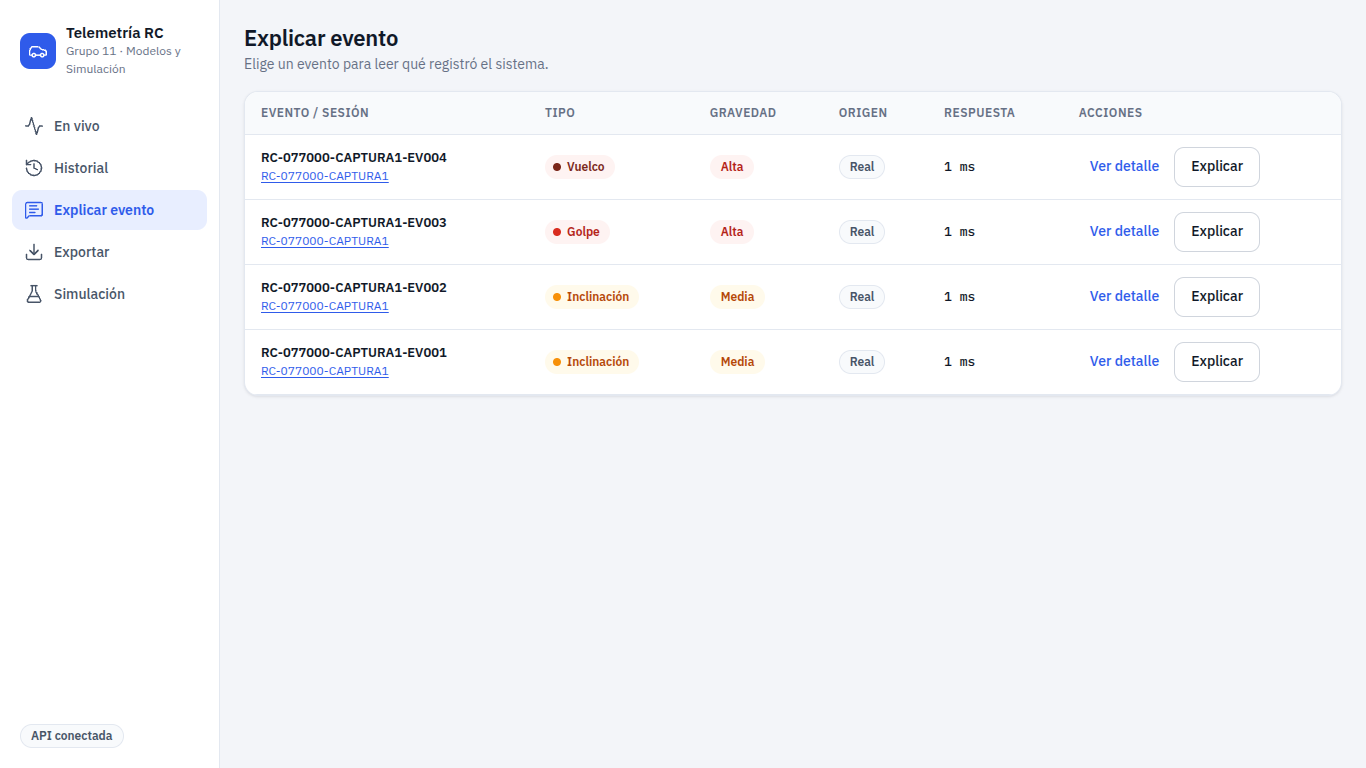 Telemetría RC
Grupo 11 · Modelos y
Simulación
En vivo
Historial
Explicar evento
Exportar
Simulación
API conectada
Explicar evento
Elige un evento para leer qué registró el sistema.
EVENTO / SESIÓN TIPO GRAVEDAD ORIGEN RESPUESTA ACCIONES
RC-077000-CAPTURA1-EV004
RC-077000-CAPTURA1
Vuelco Alta Real 1 ms Ver detalle Explicar
RC-077000-CAPTURA1-EV003
RC-077000-CAPTURA1
Golpe Alta Real 1 ms Ver detalle Explicar
RC-077000-CAPTURA1-EV002
RC-077000-CAPTURA1
Inclinación Media Real 1 ms Ver detalle Explicar
RC-077000-CAPTURA1-EV001
RC-077000-CAPTURA1
Inclinación Media Real 1 ms Ver detalle Explicar